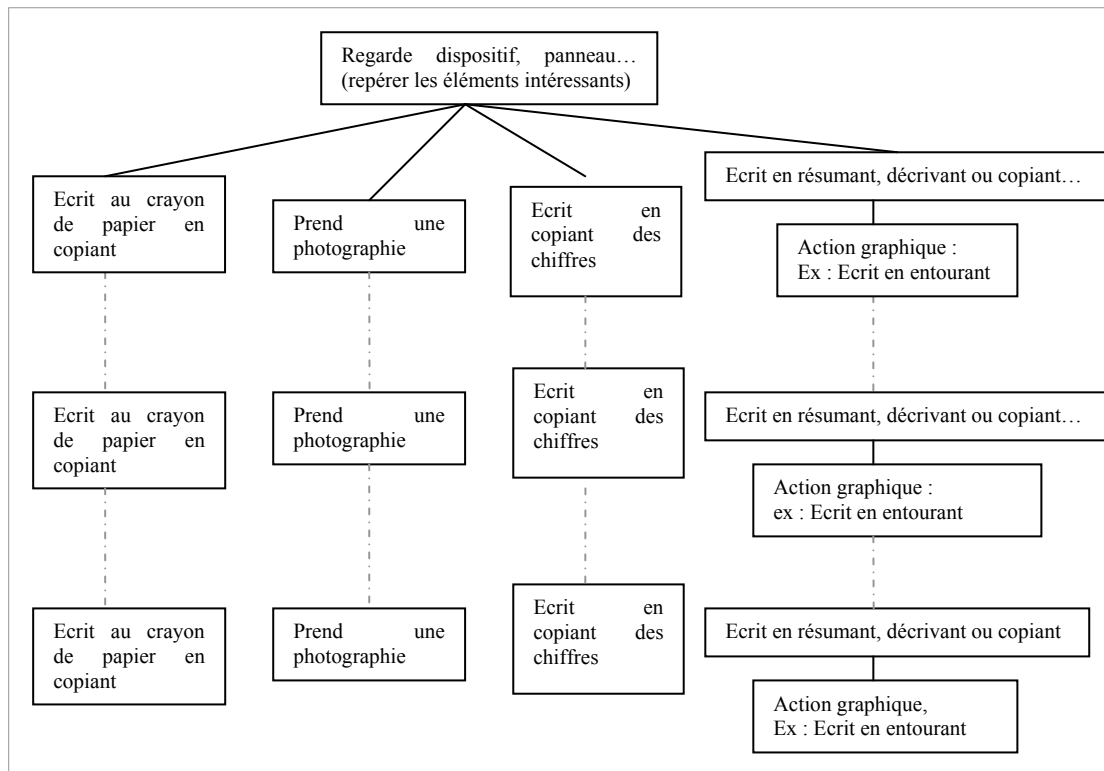 Regarde dispositif, panneau…
(repérer les éléments intéressants)
Ecrit au crayon
de papier en
copiant
Prend une
photographie
Ecrit en
copiant des
chiffres
Ecrit en résumant, décrivant ou copiant…
Action graphique :
Ex : Ecrit en entourant
Ecrit au crayon
de papier en
copiant
Prend une
photographie
Ecrit en
copiant des
chiffres
Ecrit en résumant, décrivant ou copiant…
Action graphique :
ex : Ecrit en entourant
Ecrit au crayon
de papier en
copiant
Prend une
photographie
Ecrit en
copiant des
chiffres
Ecrit en résumant, décrivant ou copiant
Action graphique,
Ex : Ecrit en entourant